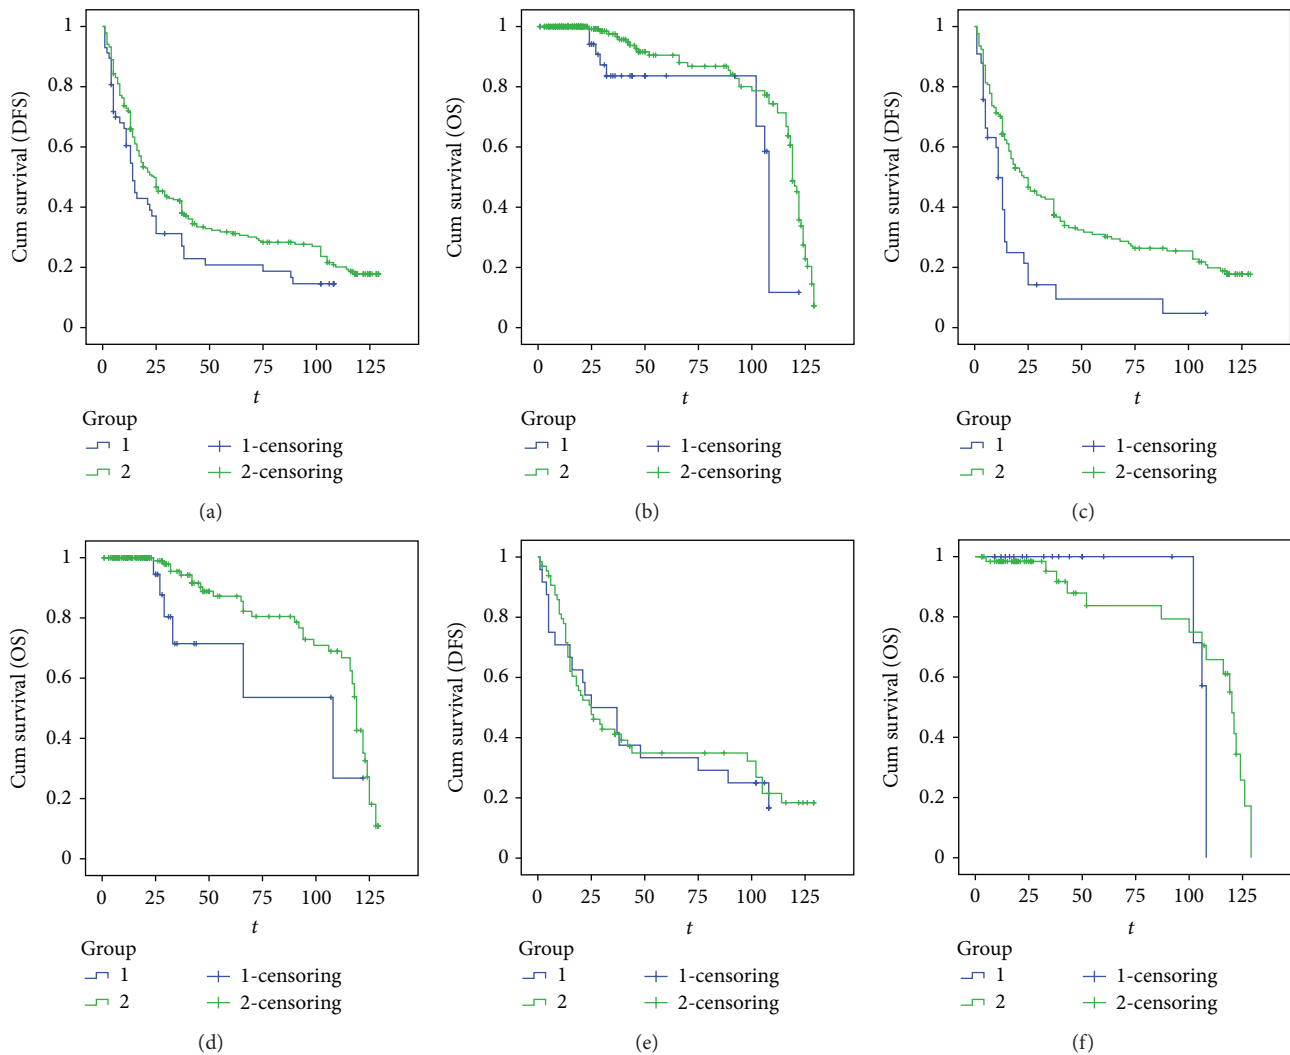 Cum survival (DFS)
1
0.8
0.6
0.4
0.2
0
0 25 50 75 100 125
t
Group
1 1-censoring
2 2-censoring
(a)
Cum survival (OS)
1
0.8
0.6
0.4
0.2
0
0 25 50 75 100 125
t
Group
1 1-censoring
2 2-censoring
(b)
Cum survival (DFS)
1
0.8
0.6
0.4
0.2
0
0 25 50 75 100 125
t
Group
1 1-censoring
2 2-censoring
(c)
Cum survival (OS)
1
0.8
0.6
0.4
0.2
0
0 25 50 75 100 125
t
Group
1 1-censoring
2 2-censoring
(d)
Cum survival (DFS)
1
0.8
0.6
0.4
0.2
0
0 25 50 75 100 125
t
Group
1 1-censoring
2 2-censoring
(e)
Cum survival (OS)
1
0.8
0.6
0.4
0.2
0
0 25 50 75 100 125
t
Group
1 1-censoring
2 2-censoring
(f)